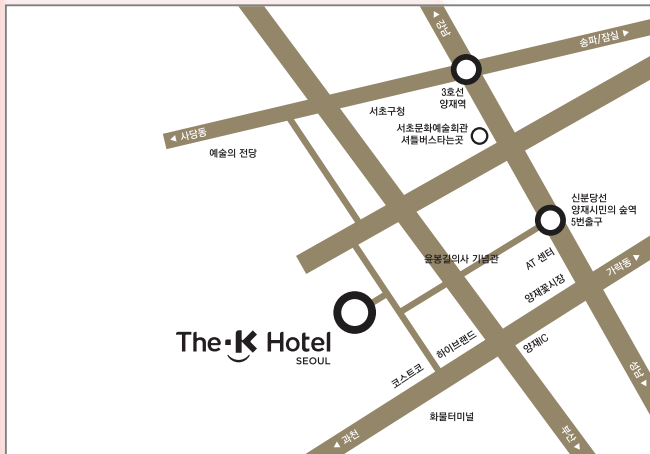 강남
송파/잠실
3호선
양재역
서초구청
서초문화예술회관
셔틀버스타는곳
사당동
예술의 전당
신분당선
양재시민의 숲역
5번출구
윤봉길의사 기념관
AT 센터
가락동
양재꽃시장
The-K Hotel
SEOUL
하이브랜드
양재IC
코스트코
성남
화물터미널
과천
부산